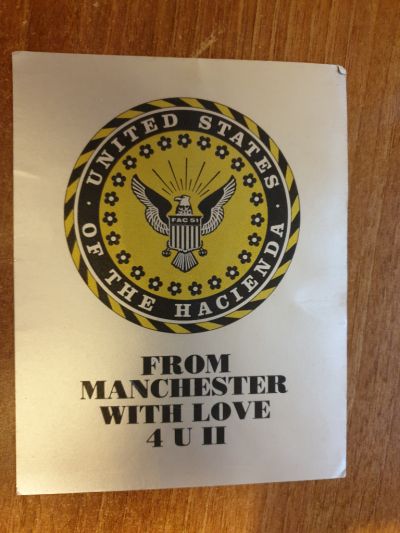 UNITED STATES
OF THE HACIENDA
FAC 51
FROM
MANCHESTER
WITH LOVE
4 U II